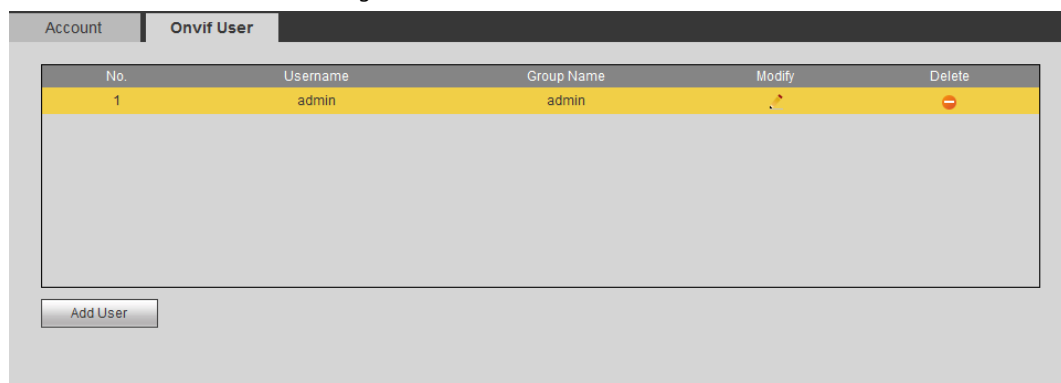 Account Onvif User
No. Username Group Name Modify Delete
1 admin admin
Add User